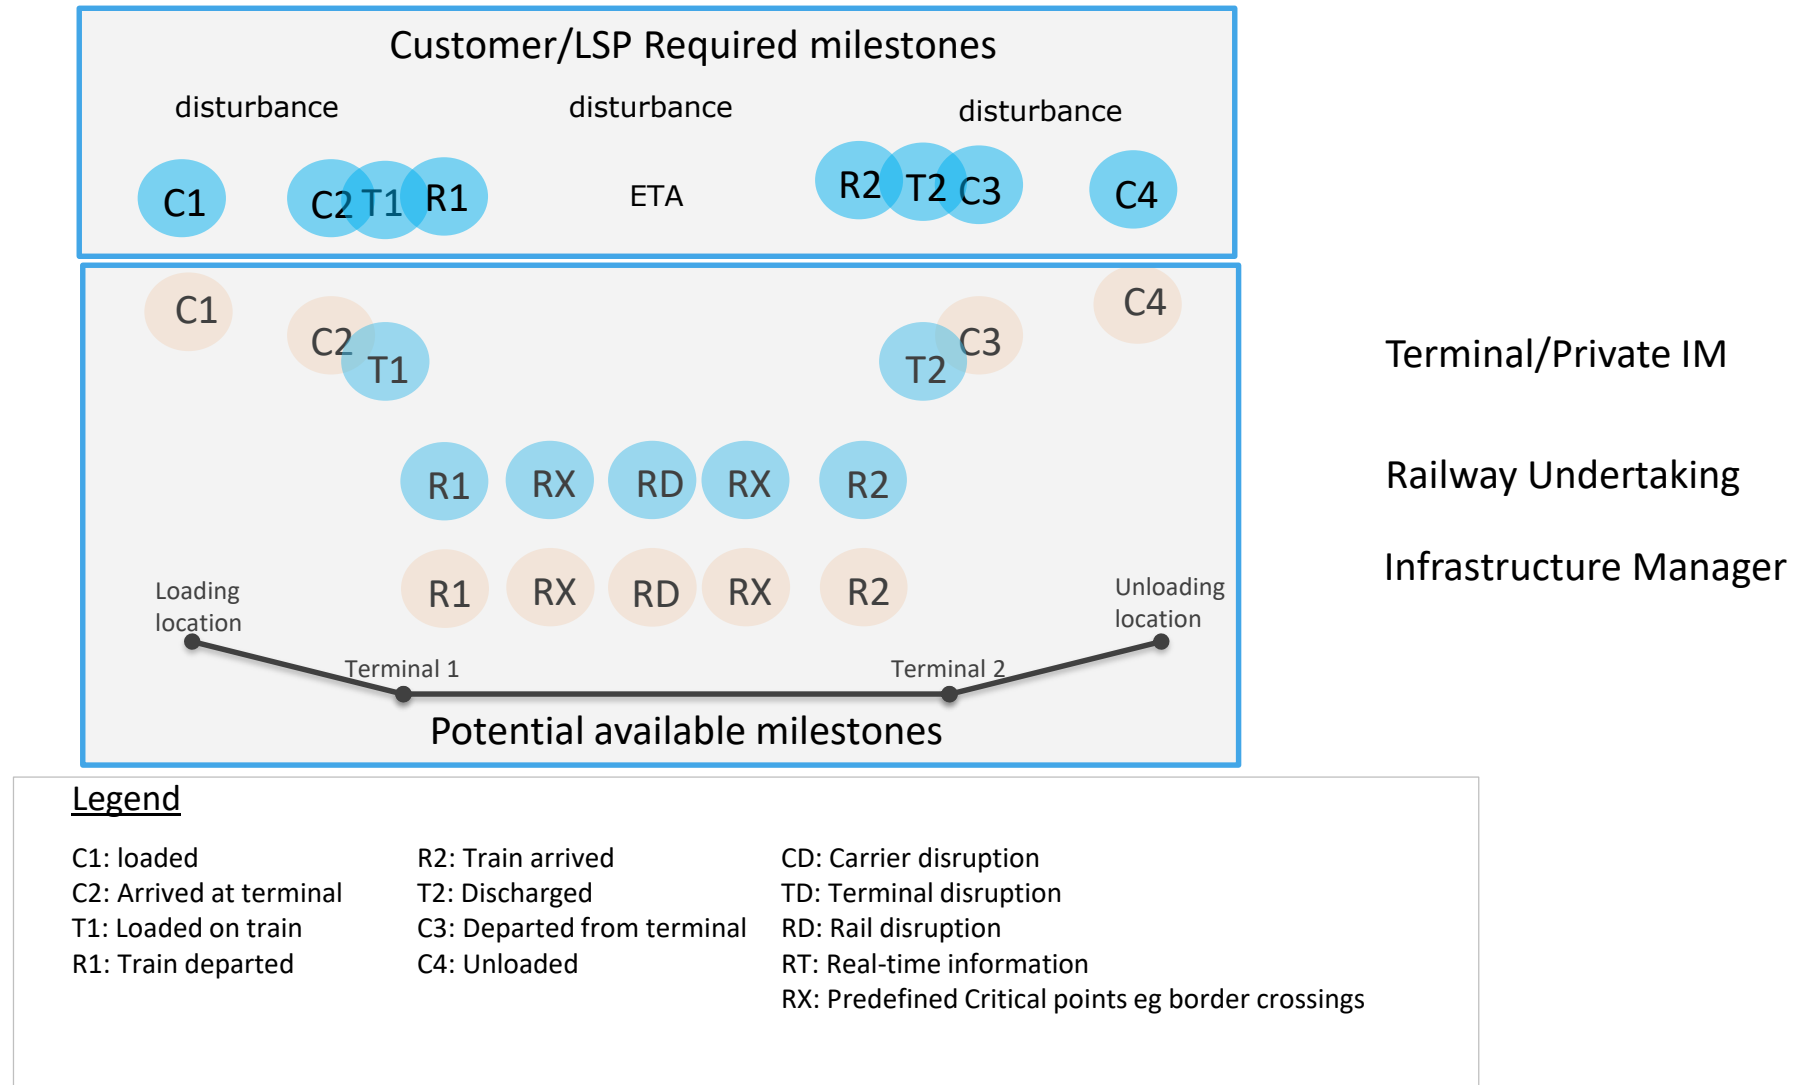 Customer/LSP Required milestones
disturbance disturbance disturbance
C1 C2 T1 R1 ETA R2 T2 C3 C4
C1 C4
C2 T1 T2 C3
Terminal/Private IM
R1 RX RD RX R2
Railway Undertaking
R1 RX RD RX R2
Infrastructure Manager
Loading
location
Unloading
location
Terminal 1 Terminal 2
Potential available milestones
Legend
C1: loaded
C2: Arrived at terminal
T1: Loaded on train
R1: Train departed
R2: Train arrived
T2: Discharged
C3: Departed from terminal
C4: Unloaded
CD: Carrier disruption
TD: Terminal disruption
RD: Rail disruption
RT: Real-time information
RX: Predefined Critical points eg border crossings